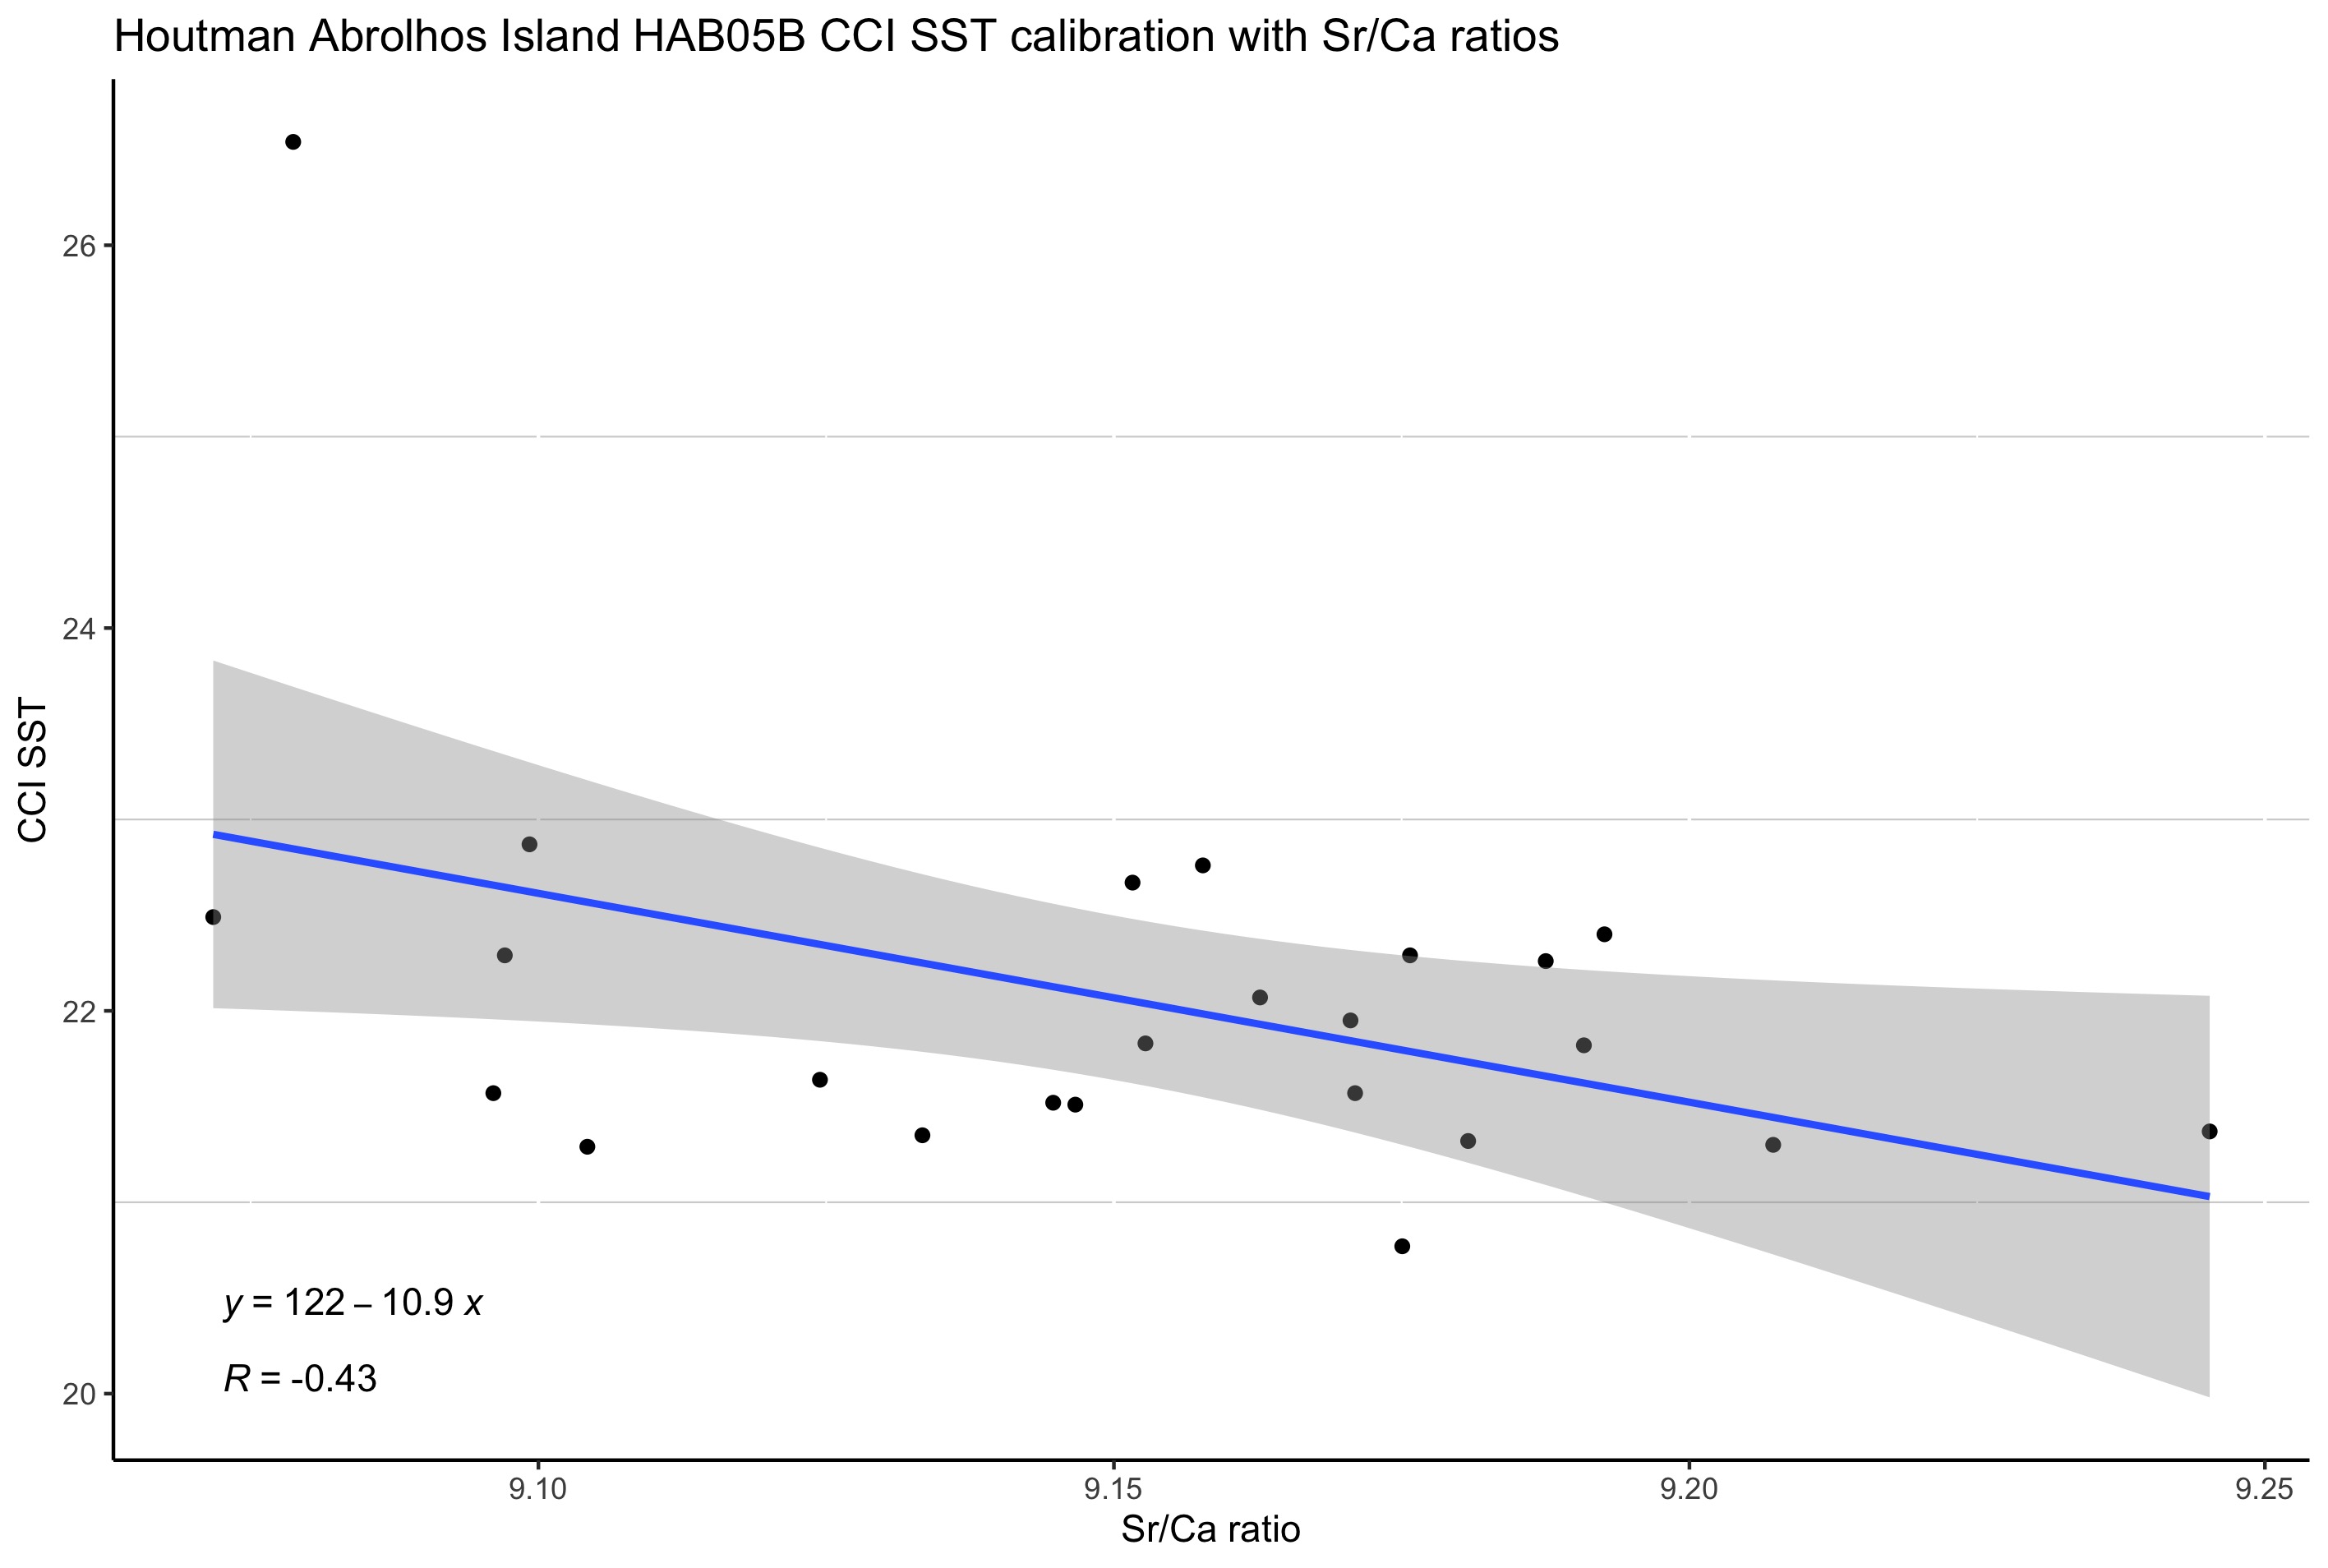 Houtman Abrolhos Island HAB05B CCI SST calibration with Sr/Ca ratios
26
24
22
20
CCI SST
y = 122 – 10.9 x
R = -0.43
9.10 9.15 9.20 9.25
Sr/Ca ratio